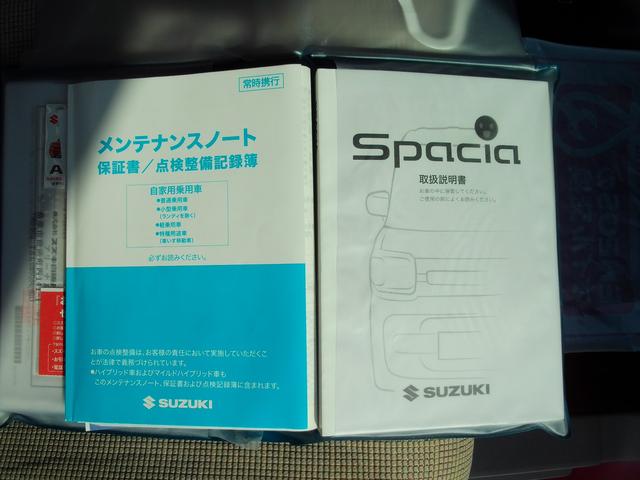 常時携行
メンテナンスノート
保証書／点検整備記録簿
自家用乗用車
●普通乗用車
●小型乗用車
(ランディを除く)
●軽乗用車
●特種用途車
(車いす移動車)
必ずお読みください。
お車の点検整備は、お客様の責任において実施していただくこ
とが法律で義務づけられています。
●ハイブリッド車およびマイルドハイブリッド車も
このメンテナンスノート、保証書および点検記録簿に含まれます。
SUZUKI
Spacia
取扱説明書
お車の中に保管してください。
ご使用の前によくお読みください。
SUZUKI